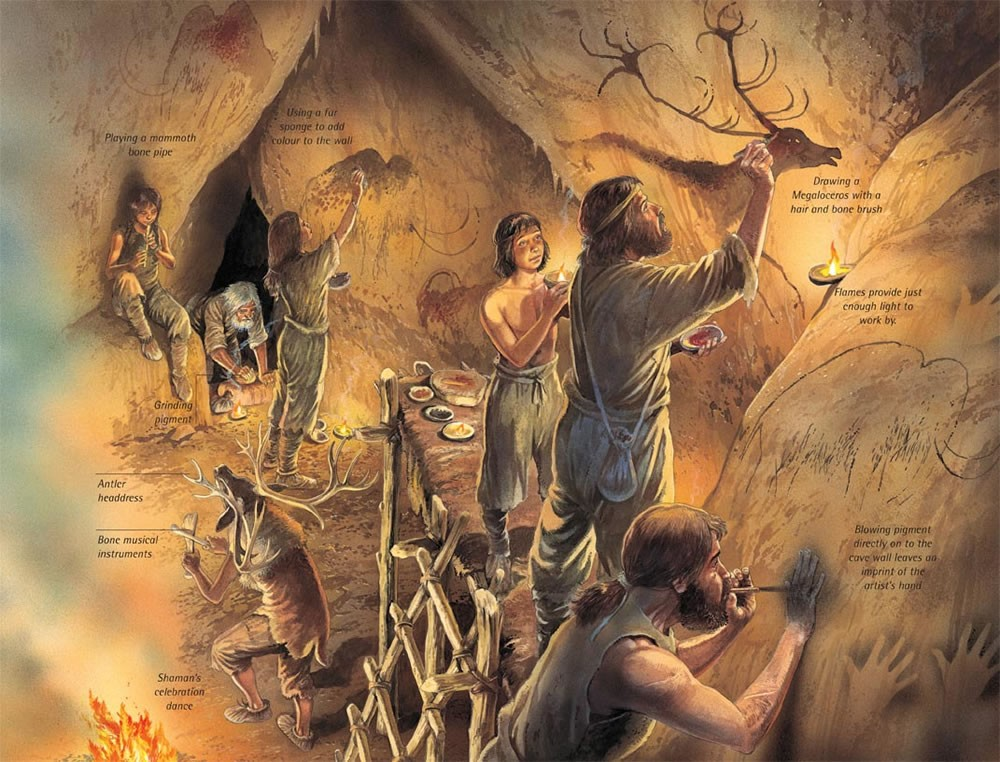 Playing a mammoth
bone pipe
Using a fur
sponge to add
colour to the wall
Drawing a
Megaloceros with a
hair and bone brush
Flames provide just
enough light to
work by.
Grinding
pigment
Antler
headdress
Bone musical
instruments
Blowing pigment
directly on to the
cave wall leaves an
imprint of the
artist's hand
Shaman's
celebration
dance